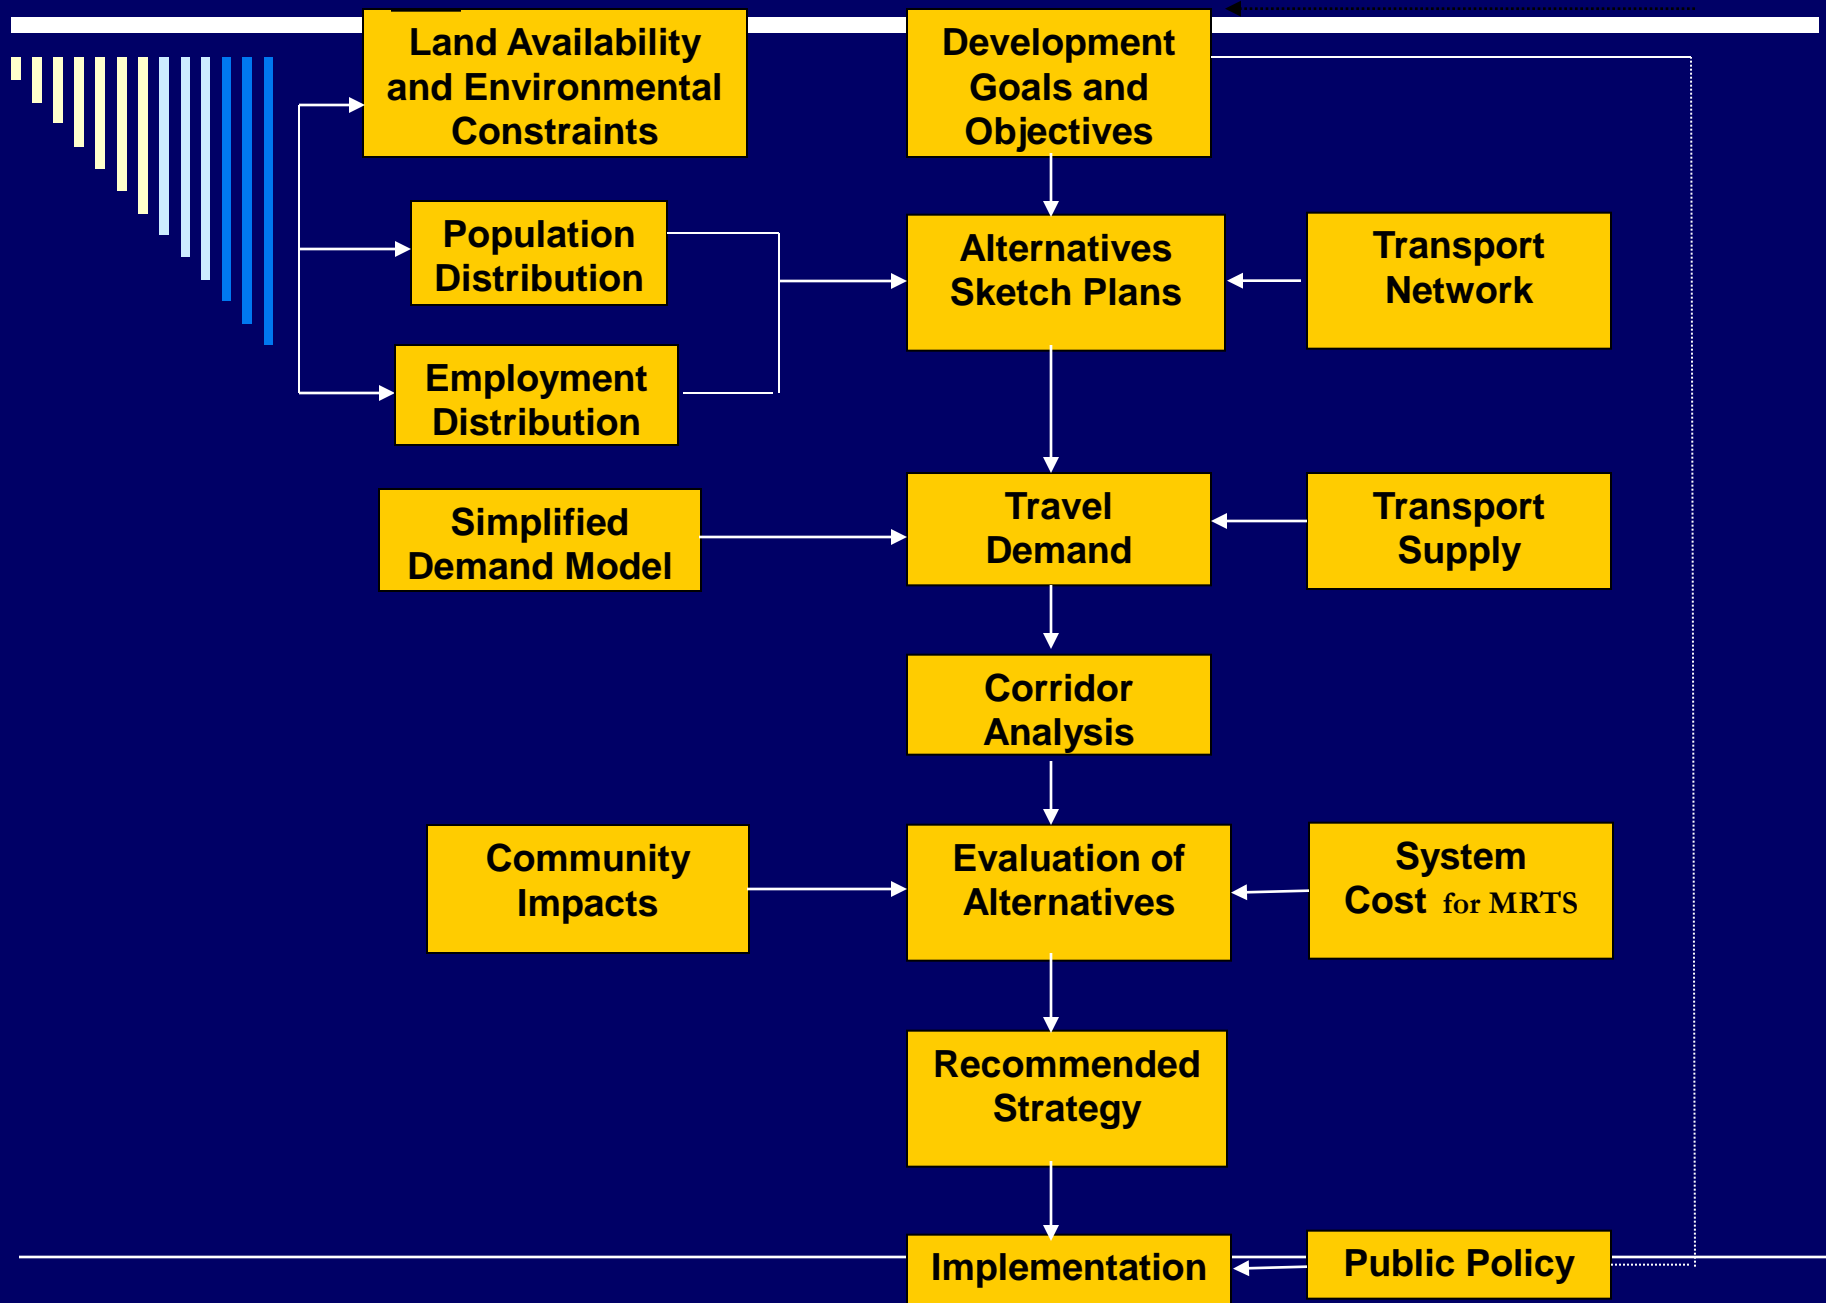 Land Availability
and Environmental
Constraints
Development
Goals and
Objectives
Population
Distribution
Alternatives
Sketch Plans
Transport
Network
Employment
Distribution
Simplified
Demand Model
Travel
Demand
Transport
Supply
Corridor
Analysis
Community
Impacts
Evaluation of
Alternatives
System
Cost for MRTS
Recommended
Strategy
Implementation
Public Policy